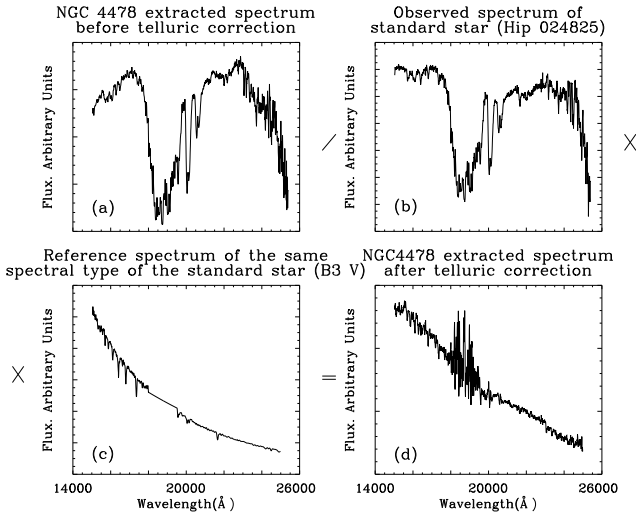 NGC 4478 extracted spectrum
before telluric correction
Observed spectrum of
standard star (Hip 024825)
Flux. Arbitrary Units
(a)
/
Flux. Arbitrary Units
(b)
X
Reference spectrum of the same
spectral type of the standard star (B3 V)
NGC4478 extracted spectrum
after telluric correction
X
Flux. Arbitrary Units
(c)
=
Flux. Arbitrary Units
(d)
14000 20000 26000
Wavelength(Å )
14000 20000 26000
Wavelength(Å )